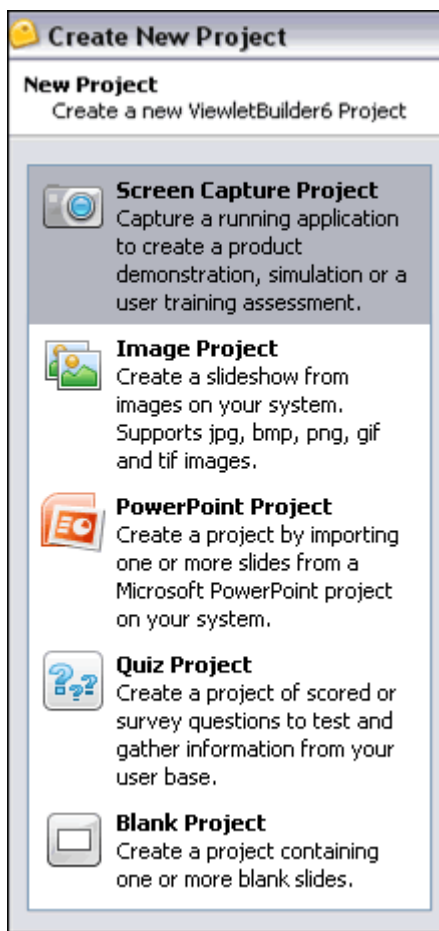 Create New Project
New Project
Create a new ViewletBuilder6 Project
Screen Capture Project
Capture a running application
to create a product
demonstration, simulation or a
user training assessment.
Image Project
Create a slideshow from
images on your system.
Supports jpg, bmp, png, gif
and tif images.
PowerPoint Project
Create a project by importing
one or more slides from a
Microsoft PowerPoint project
on your system.
Quiz Project
Create a project of scored or
survey questions to test and
gather information from your
user base.
Blank Project
Create a project containing
one or more blank slides.